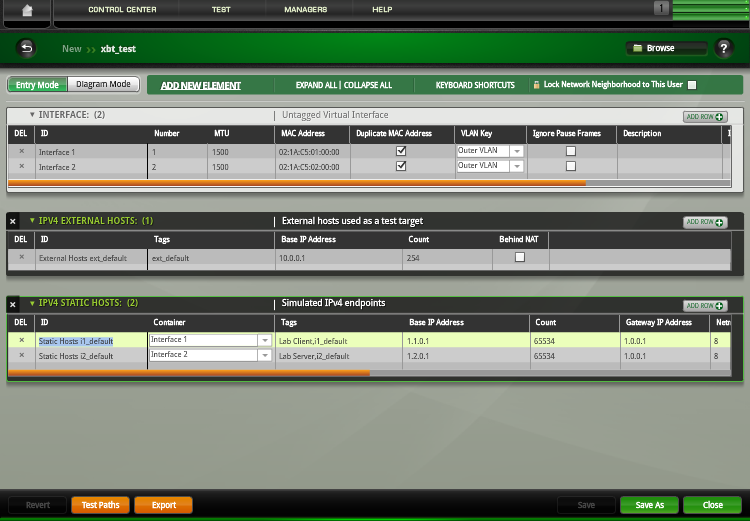 CONTROL CENTER TEST MANAGERS HELP 1
New >> xbt_test Browse ?
Entry Mode Diagram Mode ADD NEW ELEMENT EXPAND ALL | COLLAPSE ALL KEYBOARD SHORTCUTS Lock Network Neighborhood to This User
▼ INTERFACE: (2) | Untagged Virtual Interface ADD ROW
DEL ID Number MTU MAC Address Duplicate MAC Address VLAN Key Ignore Pause Frames Description
× Interface 1 1 1500 02:1A:C5:01:00:00 Outer VLAN
× Interface 2 2 1500 02:1A:C5:02:00:00 Outer VLAN
× ▼ IPV4 EXTERNAL HOSTS: (1) | External hosts used as a test target ADD ROW
DEL ID Tags Base IP Address Count Behind NAT
× External Hosts ext_default ext_default 10.0.0.1 254
× ▼ IPV4 STATIC HOSTS: (2) | Simulated IPv4 endpoints ADD ROW
DEL ID Container Tags Base IP Address Count Gateway IP Address Netm
× Static Hosts i1_default Interface 1 Lab Client,i1_default 1.1.0.1 65534 1.0.0.1 8
× Static Hosts i2_default Interface 2 Lab Server,i2_default 1.2.0.1 65534 1.0.0.1 8
Revert Test Paths Export Save Save As Close